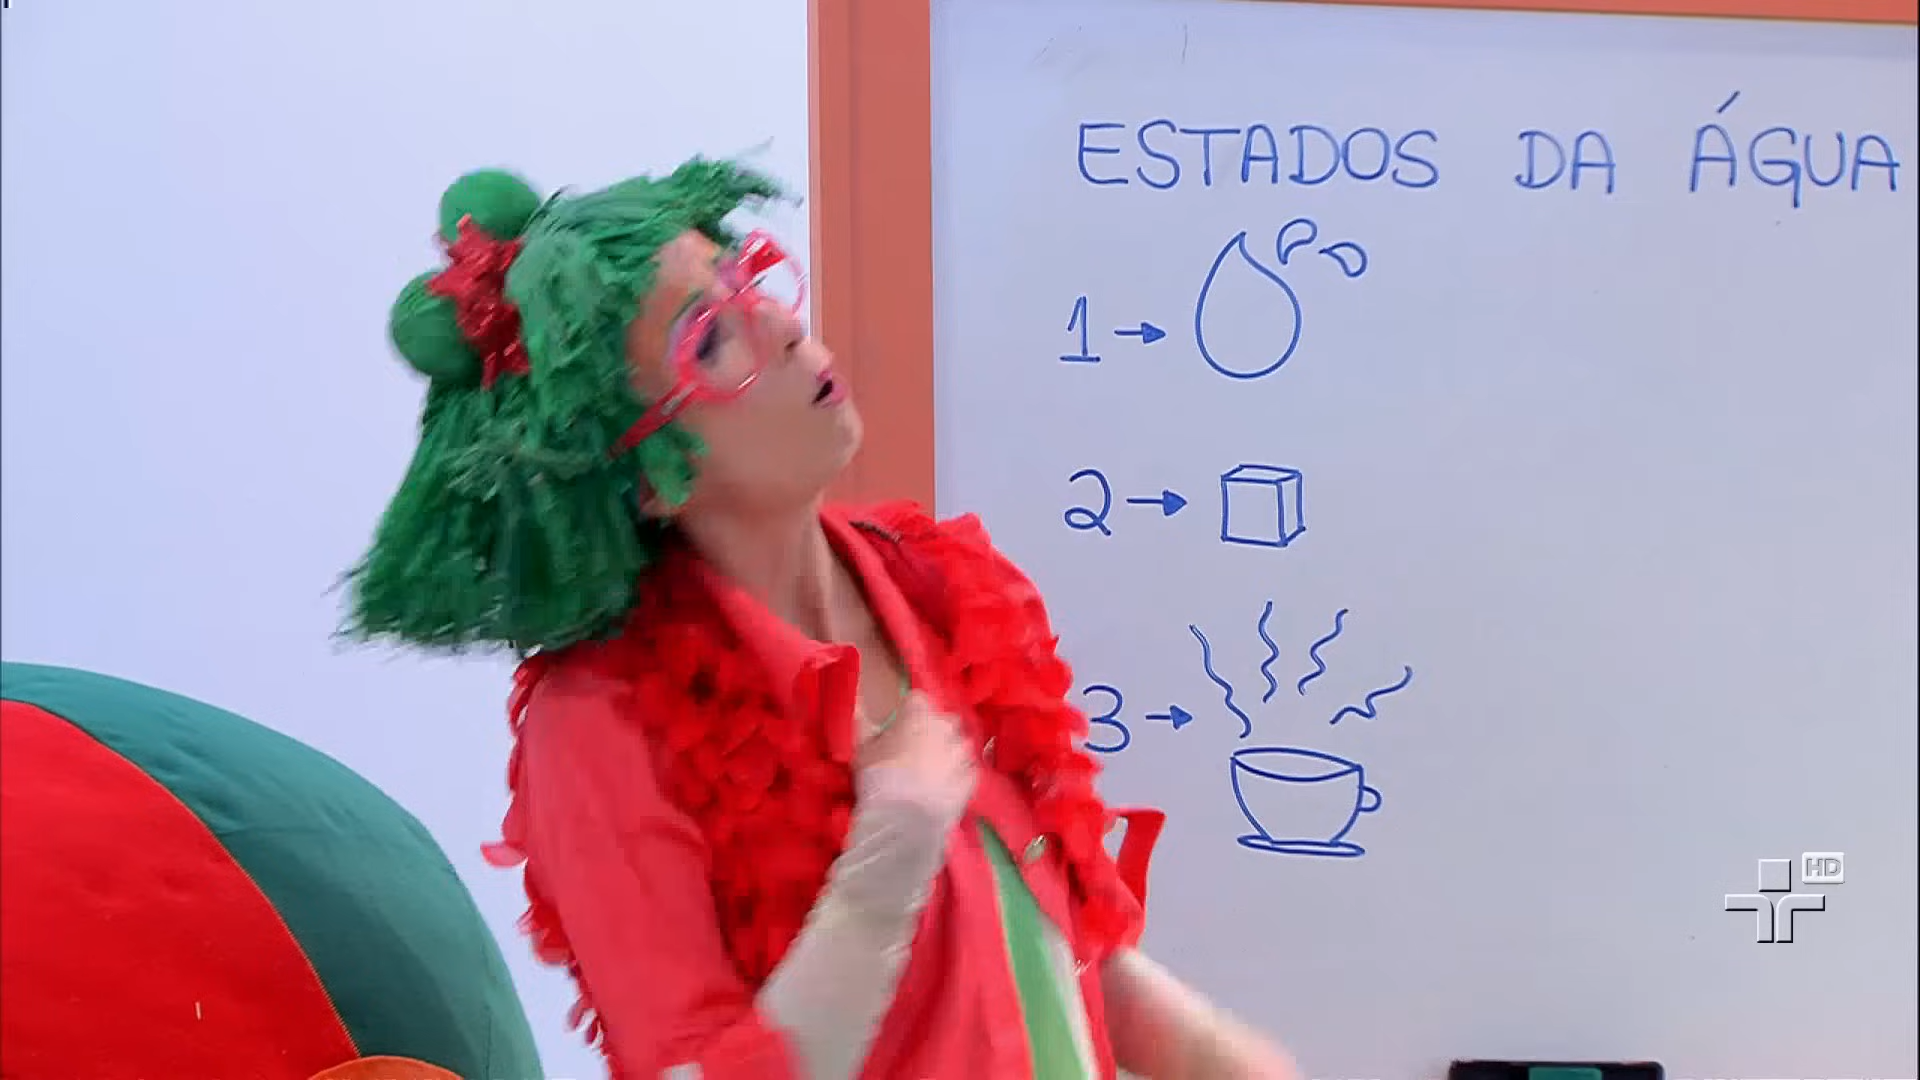 ESTADOS DA ÁGUA
1 →
2 →
3 →
HD